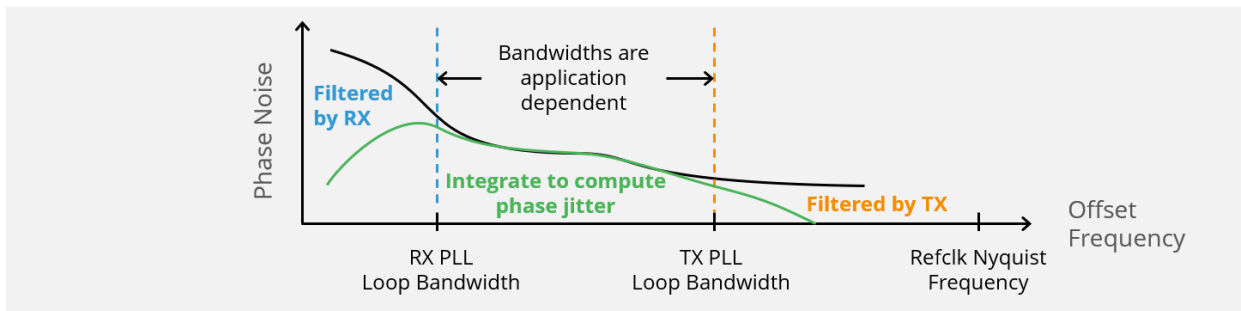 Phase Noise
Filtered
by RX
Bandwidths are
application
dependent
Integrate to compute
phase jitter
Filtered by TX
RX PLL
Loop Bandwidth
TX PLL
Loop Bandwidth
Refclk Nyquist
Frequency
Offset
Frequency